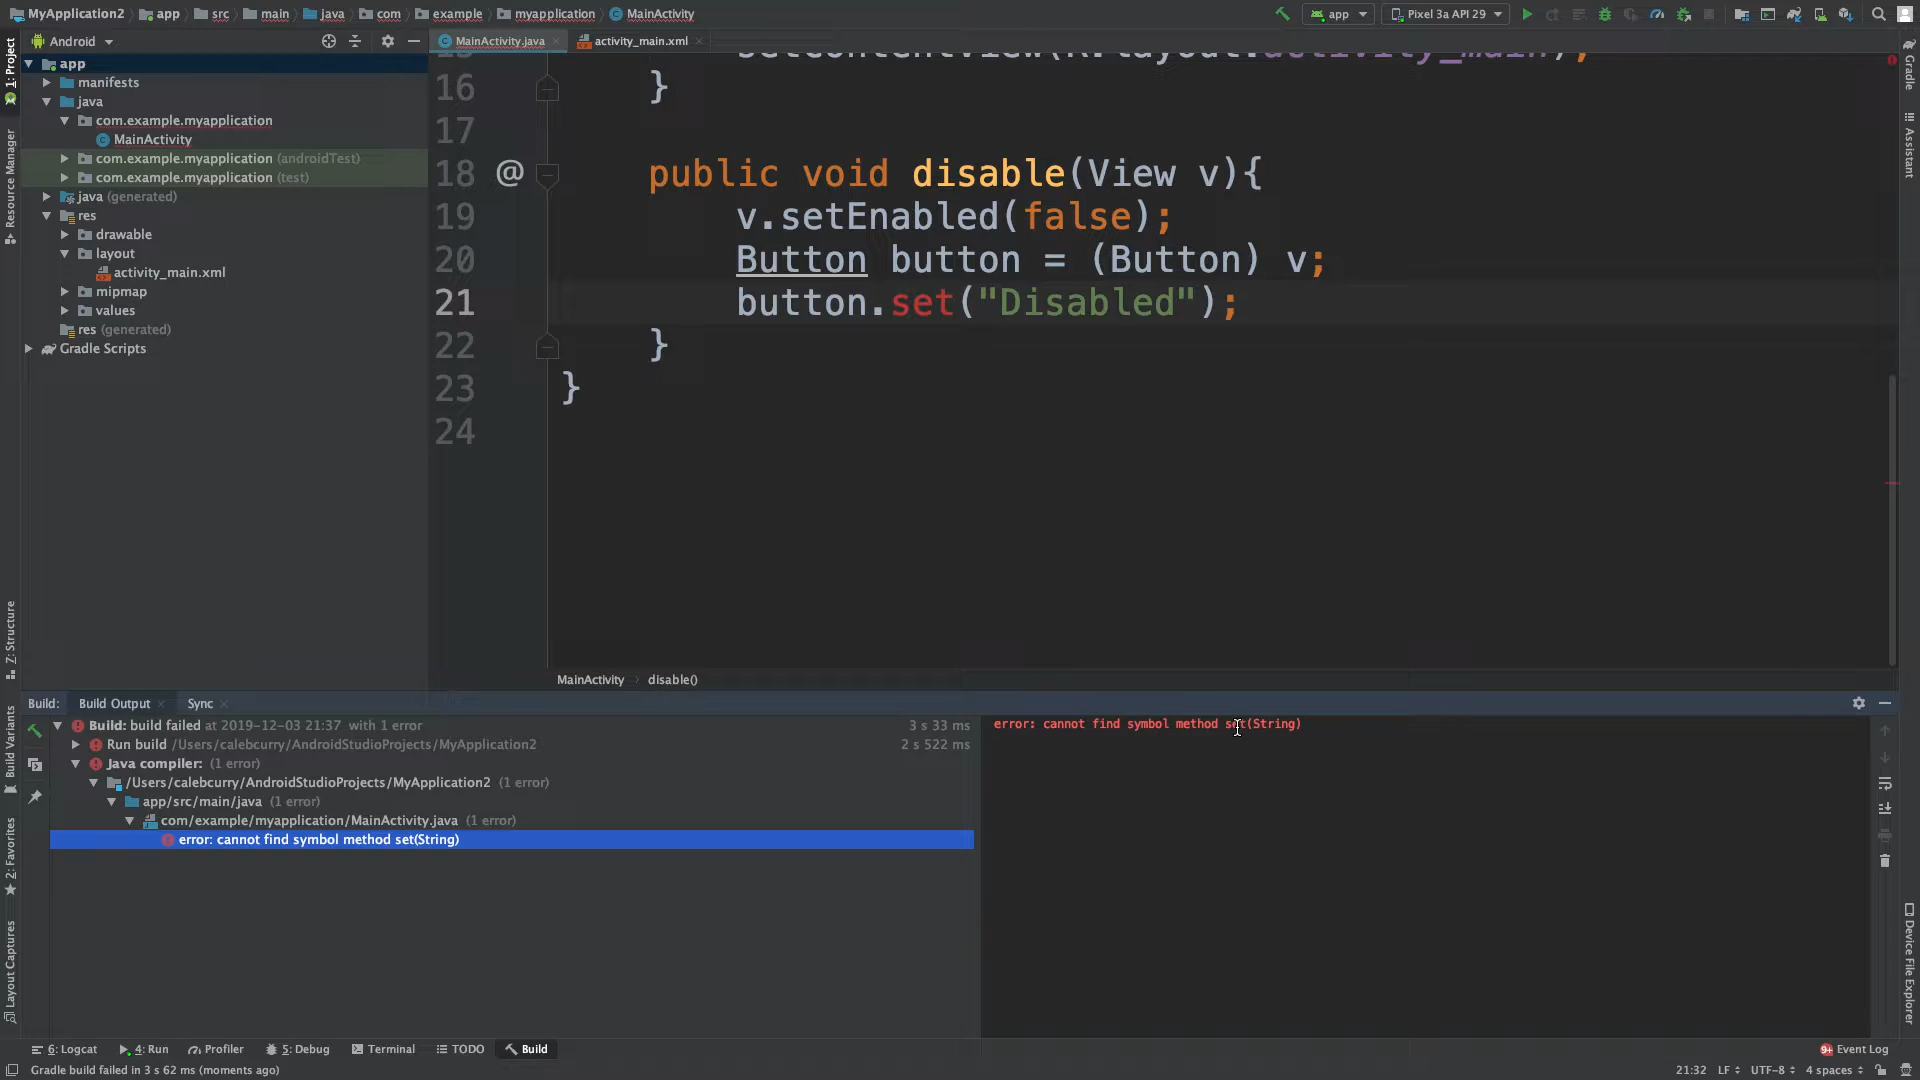 MyApplication2 app src main java com example myapplication MainActivity app Pixel 3a API 29
Android MainActivity.java activity_main.xml
1: Project
Resource Manager
Z: Structure
Build Variants
2: Favorites
Layout Captures
app
manifests
java
com.example.myapplication
MainActivity
com.example.myapplication (androidTest)
com.example.myapplication (test)
java (generated)
res
drawable
layout
activity_main.xml
mipmap
values
res (generated)
Gradle Scripts
setContentView(R.layout.activity_main);
16 }
17
18 @ public void disable(View v){
19 v.setEnabled(false);
20 Button button = (Button) v;
21 button.set("Disabled");
22 }
23 }
24
MainActivity disable()
Gradle
Assistant
Device File Explorer
Build: Build Output Sync
Build: build failed at 2019-12-03 21:37 with 1 error 3 s 33 ms
Run build /Users/calebcurry/AndroidStudioProjects/MyApplication2 2 s 522 ms
Java compiler: (1 error)
/Users/calebcurry/AndroidStudioProjects/MyApplication2 (1 error)
app/src/main/java (1 error)
com/example/myapplication/MainActivity.java (1 error)
error: cannot find symbol method set(String)
error: cannot find symbol method set(String)
6: Logcat 4: Run Profiler 5: Debug Terminal TODO Build 9+ Event Log
Gradle build failed in 3 s 62 ms (moments ago) 21:32 LF UTF-8 4 spaces